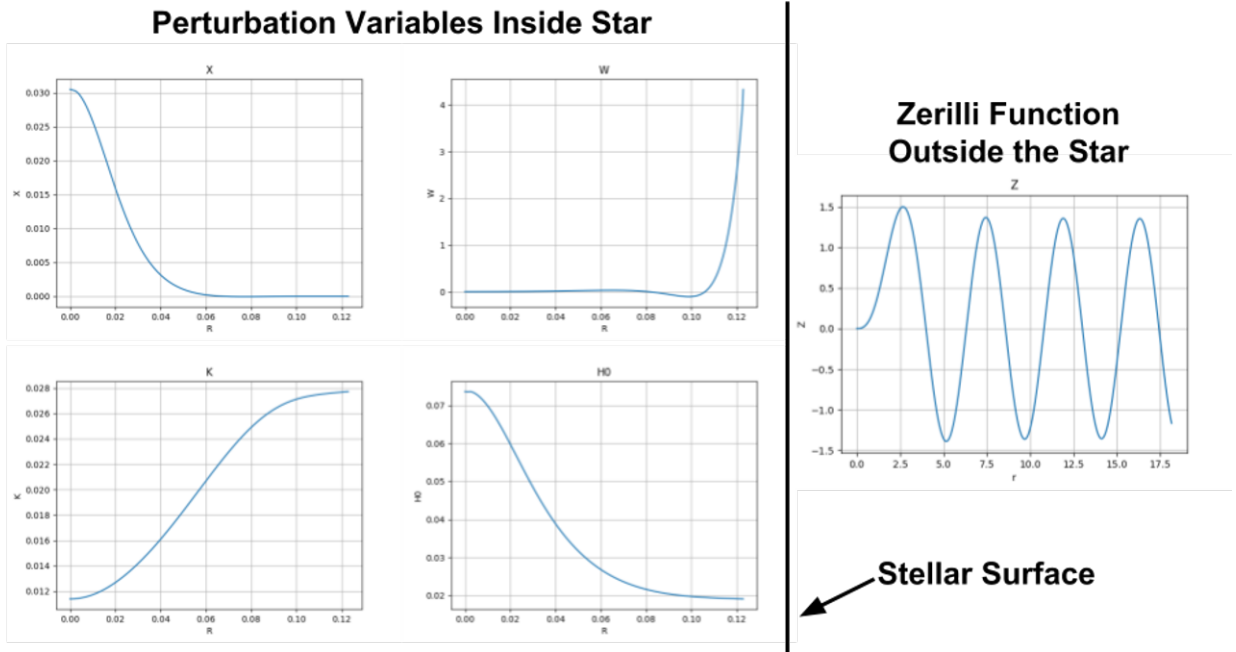 Perturbation Variables Inside Star
X
0.030
0.025
0.020
0.015
0.010
0.005
0.000
X
0.00 0.02 0.04 0.06 0.08 0.10 0.12
R
W
4
3
2
1
0
W
0.00 0.02 0.04 0.06 0.08 0.10 0.12
R
K
0.028
0.026
0.024
0.022
0.020
0.018
0.016
0.014
0.012
K
0.00 0.02 0.04 0.06 0.08 0.10 0.12
R
H0
0.07
0.06
0.05
0.04
0.03
0.02
H0
0.00 0.02 0.04 0.06 0.08 0.10 0.12
R
Zerilli Function
Outside the Star
Z
1.5
1.0
0.5
0.0
−0.5
−1.0
−1.5
Z
0.0 2.5 5.0 7.5 10.0 12.5 15.0 17.5
r
Stellar Surface